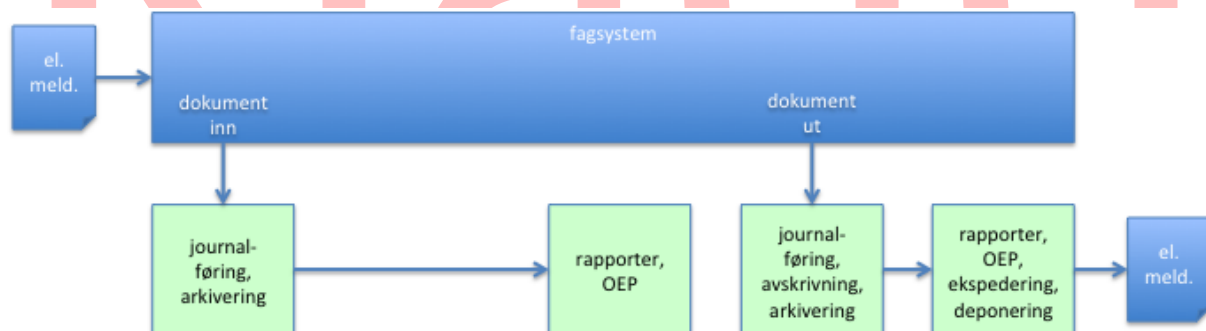 el.
meld.
fagsystem
dokument
inn
dokument
ut
journal-
føring,
arkivering
rapporter,
OEP
journal-
føring,
avskrivning,
arkivering
rapporter,
OEP,
ekspedering,
deponering
el.
meld.